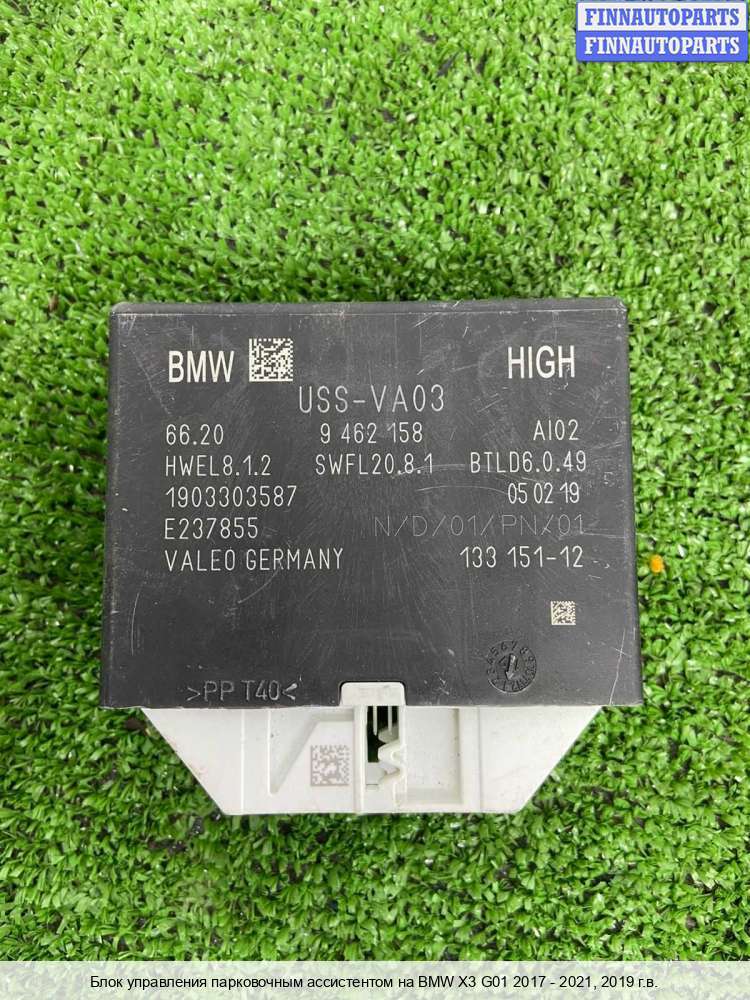 FINNAUTOPARTS
FINNAUTOPARTS
BMW HIGH
USS-VA03
66.20 9 462 158 AI02
HWEL8.1.2 SWFL20.8.1 BTLD6.0.49
1903303587 05 02 19
E237855 N/D/01/PN/01
VALEO GERMANY 133 151-12
>PP T40<
Блок управления парковочным ассистентом на BMW X3 G01 2017 - 2021, 2019 г.в.